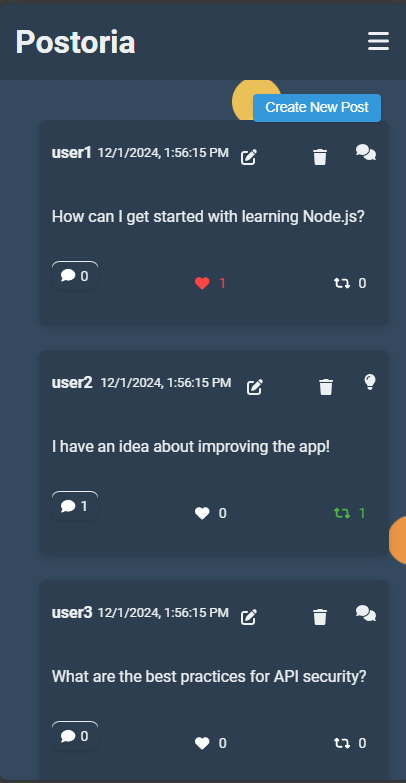 Postoria
Create New Post
user1 12/1/2024, 1:56:15 PM
How can I get started with learning Node.js?
0 1 0
user2 12/1/2024, 1:56:15 PM
I have an idea about improving the app!
1 0 1
user3 12/1/2024, 1:56:15 PM
What are the best practices for API security?
0 0 0